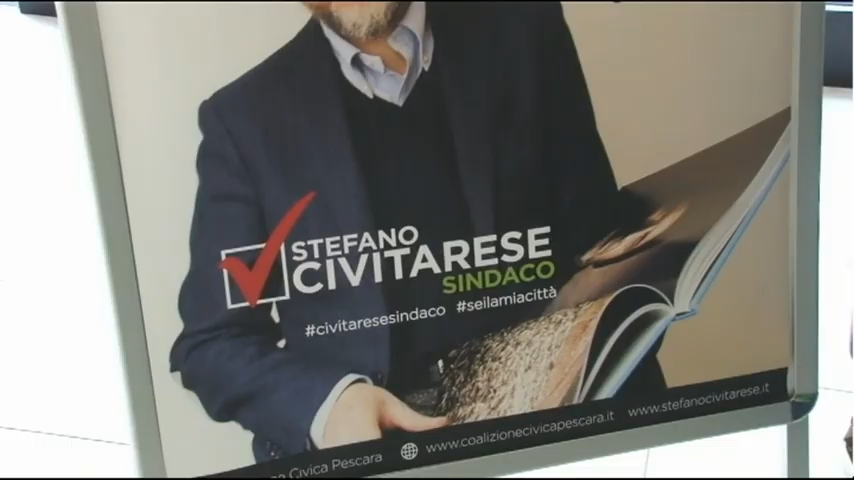 STEFANO
CIVITARESE
SINDACO
#civitaresesindaco #seilamiacittà
Civica Pescara www.coalizionecivicapescara.it www.stefanocivitarese.it